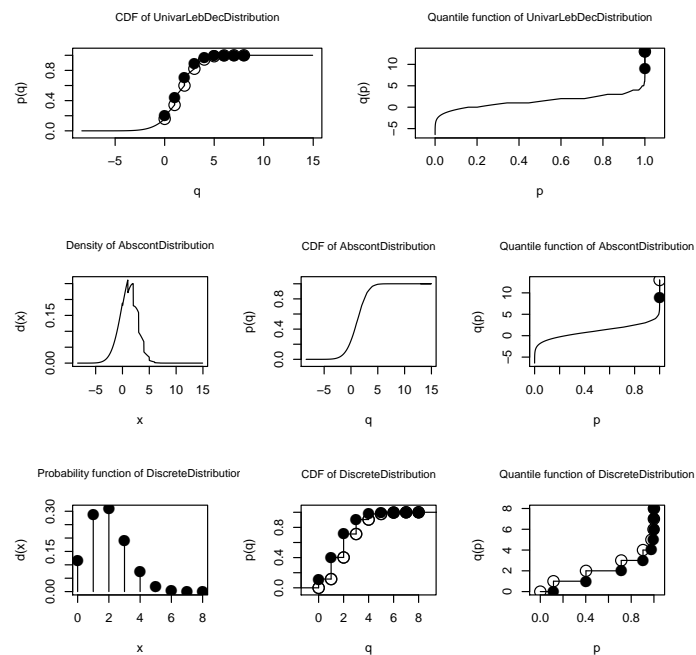 CDF of UnivarLebDecDistribution
p(q)
0.0 0.4 0.8
−5 0 5 10 15
q
Quantile function of UnivarLebDecDistribution
q(p)
−5 0 5 10
0.0 0.2 0.4 0.6 0.8 1.0
p
Density of AbscontDistribution
d(x)
0.00 0.15
−5 0 5 10 15
x
CDF of AbscontDistribution
p(q)
0.0 0.4 0.8
−5 0 5 10 15
q
Quantile function of AbscontDistribution
q(p)
−5 0 5 10
0.0 0.4 0.8
p
Probability function of DiscreteDistribution
d(x)
0.00 0.15 0.30
0 2 4 6 8
x
CDF of DiscreteDistribution
p(q)
0.0 0.4 0.8
0 2 4 6 8
q
Quantile function of DiscreteDistribution
q(p)
0 2 4 6 8
0.0 0.4 0.8
p